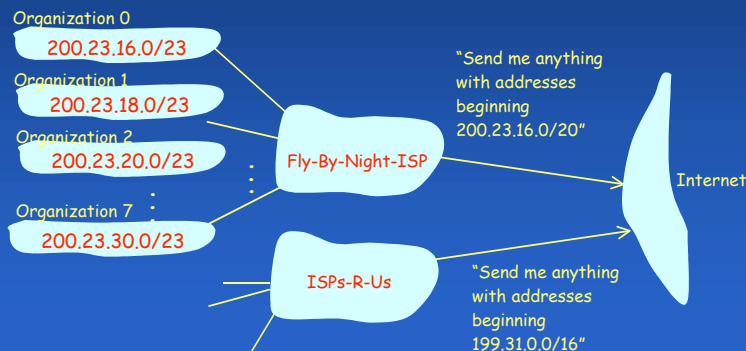 Organization 0
200.23.16.0/23
Organization 1
200.23.18.0/23
Organization 2
200.23.20.0/23
Organization 7
200.23.30.0/23
Fly-By-Night-ISP
"Send me anything
with addresses
beginning
200.23.16.0/20"
Internet
ISPs-R-Us
"Send me anything
with addresses
beginning
199.31.0.0/16"